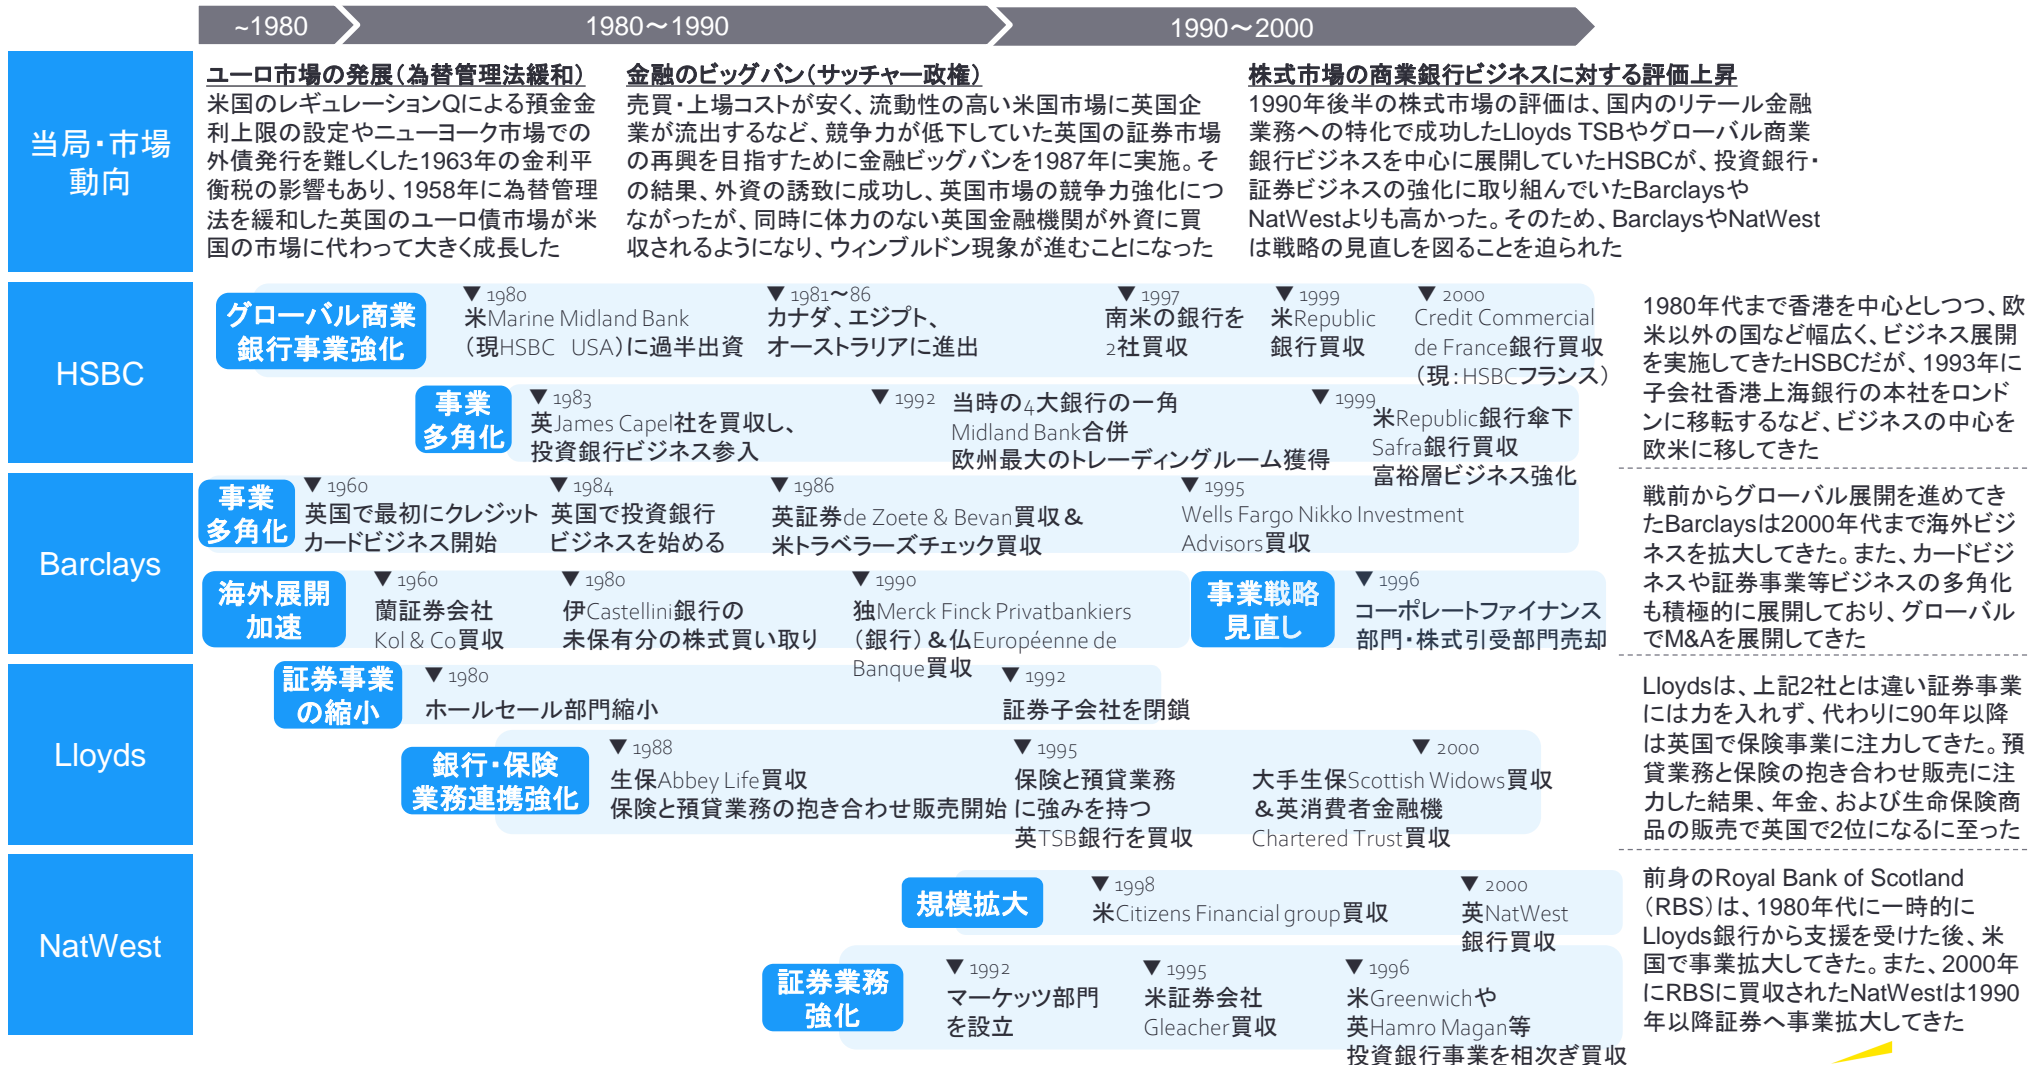 ~1980
1980～1990
1990～2000
当局・市場
動向
ユーロ市場の発展（為替管理法緩和）
米国のレギュレーションQによる預金金
利上限の設定やニューヨーク市場での
外債発行を難しくした1963年の金利平
衡税の影響もあり、1958年に為替管理
法を緩和した英国のユーロ債市場が米
国の市場に代わって大きく成長した
金融のビッグバン（サッチャー政権）
売買・上場コストが安く、流動性の高い米国市場に英国企
業が流出するなど、競争力が低下していた英国の証券市場
の再興を目指すために金融ビッグバンを1987年に実施。そ
の結果、外資の誘致に成功し、英国市場の競争力強化につ
ながったが、同時に体力のない英国金融機関が外資に買
収されるようになり、ウィンブルドン現象が進むことになった
株式市場の商業銀行ビジネスに対する評価上昇
1990年後半の株式市場の評価は、国内のリテール金融
業務への特化で成功したLloyds TSBやグローバル商業
銀行ビジネスを中心に展開していたHSBCが、投資銀行・
証券ビジネスの強化に取り組んでいたBarclaysや
NatWestよりも高かった。そのため、BarclaysやNatWest
は戦略の見直しを図ることを迫られた
HSBC
グローバル商業
銀行事業強化
▼ 1980
米Marine Midland Bank
（現HSBC USA）に過半出資
▼ 1981～86
カナダ、エジプト、
オーストラリアに進出
▼ 1997
南米の銀行を
2社買収
▼ 1999
米Republic
銀行買収
▼ 2000
Credit Commercial
de France銀行買収
（現：HSBCフランス）
事業
多角化
▼ 1983
英James Capel社を買収し、
投資銀行ビジネス参入
▼ 1992
当時の4大銀行の一角
Midland Bank合併
欧州最大のトレーディングルーム獲得
▼ 1999
米Republic銀行傘下
Safra銀行買収
富裕層ビジネス強化
1980年代まで香港を中心としつつ、欧
米以外の国など幅広く、ビジネス展開
を実施してきたHSBCだが、1993年に
子会社香港上海銀行の本社をロンド
ンに移転するなど、ビジネスの中心を
欧米に移してきた
Barclays
事業
多角化
▼ 1960
英国で最初にクレジット
カードビジネス開始
▼ 1984
英国で投資銀行
ビジネスを始める
▼ 1986
英証券de Zoete & Bevan買収＆
米トラベラーズチェック買収
▼ 1995
Wells Fargo Nikko Investment
Advisors買収
海外展開
加速
▼ 1960
蘭証券会社
Kol & Co買収
▼ 1980
伊Castellini銀行の
未保有分の株式買い取り
▼ 1990
独Merck Finck Privatbankiers
（銀行）＆仏Européenne de
Banque買収
事業戦略
見直し
▼ 1996
コーポレートファイナンス
部門・株式引受部門売却
戦前からグローバル展開を進めてき
たBarclaysは2000年代まで海外ビジ
ネスを拡大してきた。また、カードビジ
ネスや証券事業等ビジネスの多角化
も積極的に展開しており、グローバル
でM&Aを展開してきた
Lloyds
証券事業
の縮小
▼ 1980
ホールセール部門縮小
▼ 1992
証券子会社を閉鎖
銀行・保険
業務連携強化
▼ 1988
生保Abbey Life買収
保険と預貸業務の抱き合わせ販売開始
▼ 1995
保険と預貸業務
に強みを持つ
英TSB銀行を買収
▼ 2000
大手生保Scottish Widows買収
＆英消費者金融機
Chartered Trust買収
Lloydsは、上記2社とは違い証券事業
には力を入れず、代わりに90年以降
は英国で保険事業に注力してきた。預
貸業務と保険の抱き合わせ販売に注
力した結果、年金、および生命保険商
品の販売で英国で2位になるに至った
NatWest
規模拡大
▼ 1998
米Citizens Financial group買収
▼ 2000
英NatWest
銀行買収
証券業務
強化
▼ 1992
マーケッツ部門
を設立
▼ 1995
米証券会社
Gleacher買収
▼ 1996
米Greenwichや
英Hamro Magan等
投資銀行事業を相次ぎ買収
前身のRoyal Bank of Scotland
（RBS）は、1980年代に一時的に
Lloyds銀行から支援を受けた後、米
国で事業拡大してきた。また、2000年
にRBSに買収されたNatWestは1990
年以降証券へ事業拡大してきた